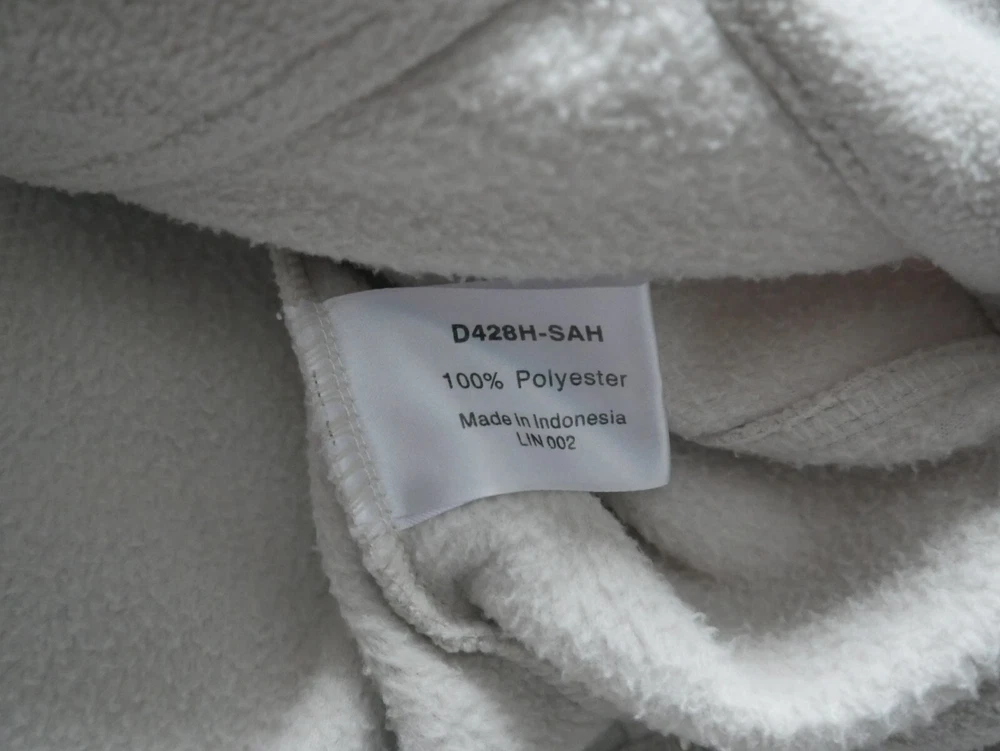 D428H-SAH
100% Polyester
Made in Indonesia
LIN 002